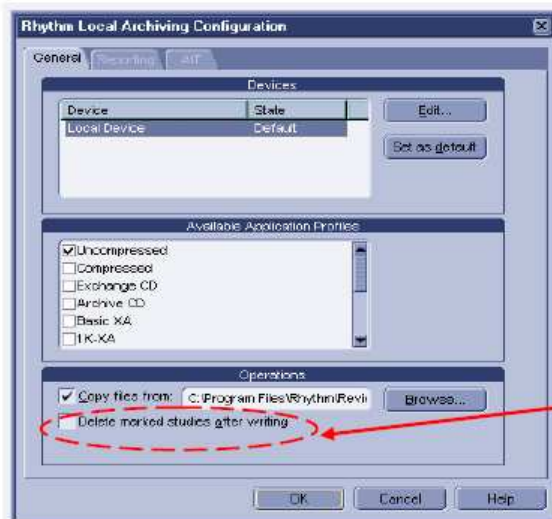 Rhythm Local Archiving Configuration
General Reporting AIT
Devices
Device State
Local Device Default
Edit...
Set as default
Available Application Profiles
Uncompressed
Compressed
Exchange CD
Archive CD
Basic XA
1K-XA
Operations
Copy files from: C:\Program Files\Rhythm\Revi Browse...
Delete marked studies after writing
OK Cancel Help